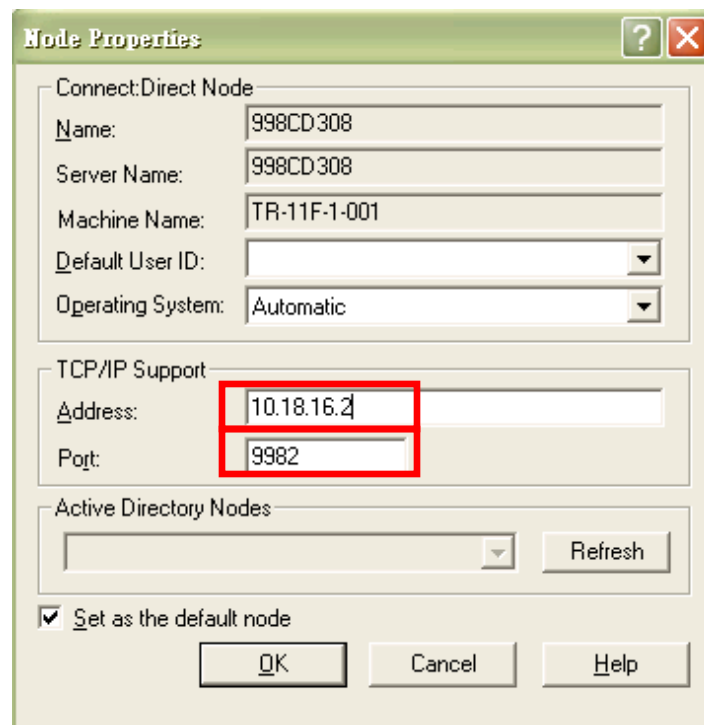 Node Properties
Connect:Direct Node
Name: 998CD308
Server Name: 998CD308
Machine Name: TR-11F-1-001
Default User ID:
Operating System: Automatic
TCP/IP Support
Address: 10.18.16.2
Port: 9982
Active Directory Nodes
Refresh
Set as the default node
OK Cancel Help